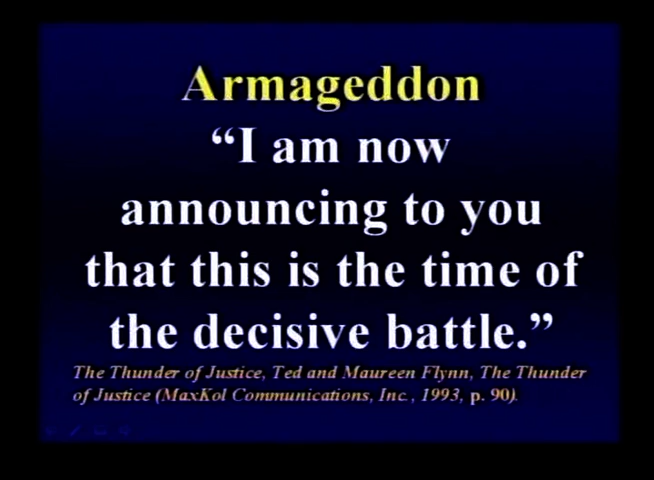 Armageddon
“I am now
announcing to you
that this is the time of
the decisive battle.”
The Thunder of Justice, Ted and Maureen Flynn, The Thunder
of Justice (MaxKol Communications, Inc., 1993, p. 90).